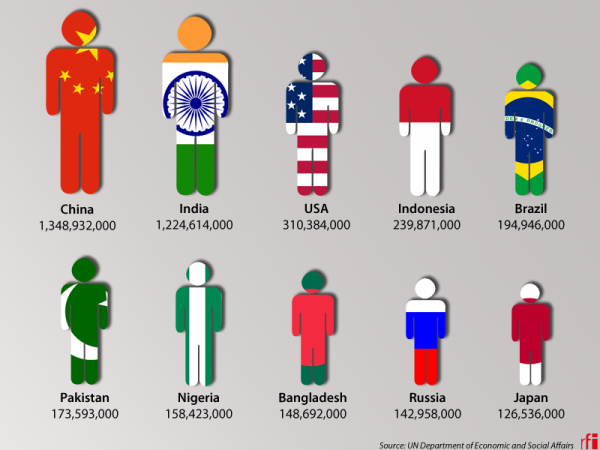 China
1,348,932,000
India
1,224,614,000
USA
310,384,000
Indonesia
239,871,000
Brazil
194,946,000
Pakistan
173,593,000
Nigeria
158,423,000
Bangladesh
148,692,000
Russia
142,958,000
Japan
126,536,000
Source: UN Department of Economic and Social Affairs
rfi